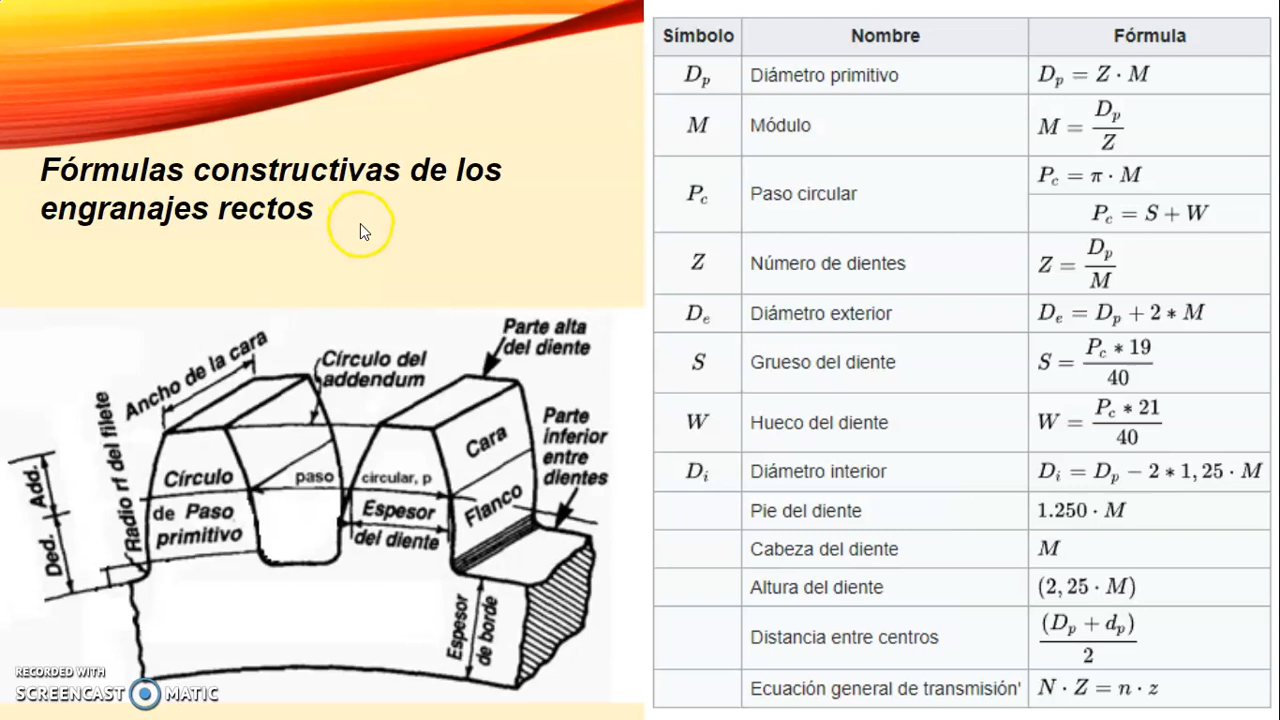 Fórmulas constructivas de los
engranajes rectos
Ancho de la cara
Círculo del
addendum
Parte alta
del diente
Radio rf del filete
Add.
Ded.
Círculo
de Paso
primitivo
paso
circular, p
Espesor
del diente
Cara
Flanco
Parte
inferior
entre
dientes
Espesor
de borde
RECORDED WITH
SCREENCAST MATIC
Símbolo Nombre Fórmula
D_p Diámetro primitivo D_p = Z · M
M Módulo M = D_p / Z
P_c Paso circular P_c = π · M
P_c = S + W
Z Número de dientes Z = D_p / M
D_e Diámetro exterior D_e = D_p + 2 * M
S Grueso del diente S = P_c * 19 / 40
W Hueco del diente W = P_c * 21 / 40
D_i Diámetro interior D_i = D_p − 2 * 1, 25 · M
Pie del diente 1.250 · M
Cabeza del diente M
Altura del diente (2, 25 · M)
Distancia entre centros (D_p + d_p) / 2
Ecuación general de transmisión' N · Z = n · z